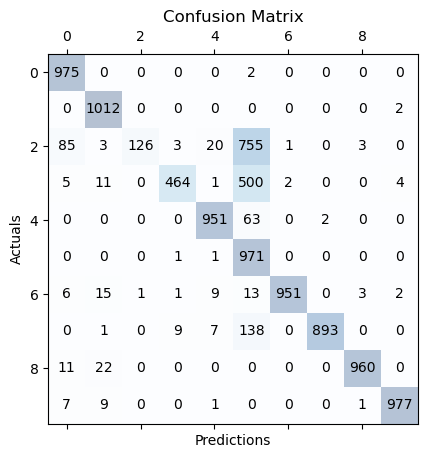 Confusion Matrix
0 2 4 6 8
0 975 0 0 0 0 2 0 0 0 0
0 1012 0 0 0 0 0 0 0 2
2 85 3 126 3 20 755 1 0 3 0
5 11 0 464 1 500 2 0 0 4
4 0 0 0 0 951 63 0 2 0 0
0 0 0 1 1 971 0 0 0 0
6 6 15 1 1 9 13 951 0 3 2
0 1 0 9 7 138 0 893 0 0
8 11 22 0 0 0 0 0 0 960 0
7 9 0 0 1 0 0 0 1 977
Actuals
Predictions